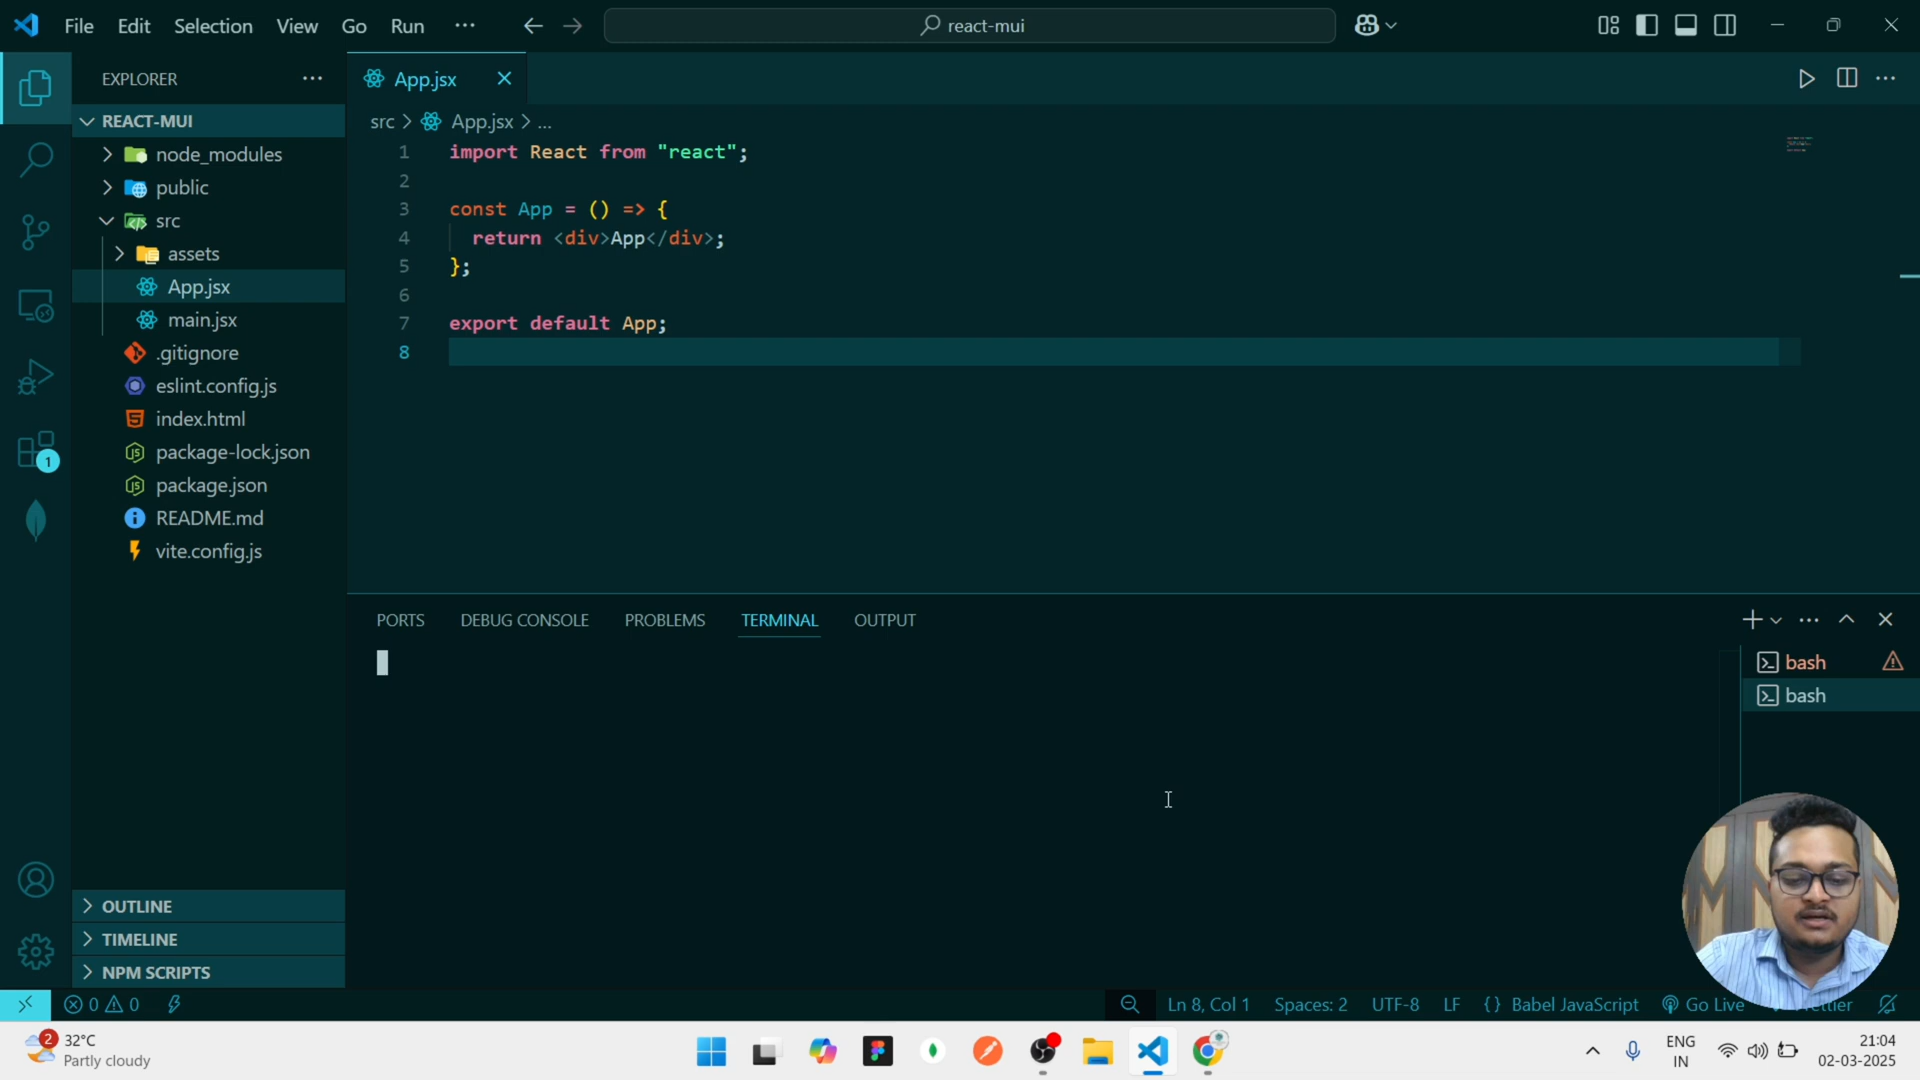 File Edit Selection View Go Run ... react-mui
EXPLORER ...
App.jsx
REACT-MUI
node_modules
public
src
assets
App.jsx
main.jsx
.gitignore
eslint.config.js
index.html
package-lock.json
package.json
README.md
vite.config.js
OUTLINE
TIMELINE
NPM SCRIPTS
src > App.jsx > ...
1 import React from "react";
2
3 const App = () => {
4 return <div>App</div>;
5 };
6
7 export default App;
8
PORTS DEBUG CONSOLE PROBLEMS TERMINAL OUTPUT
bash
bash
1
0 0 Ln 8, Col 1 Spaces: 2 UTF-8 LF {} Babel JavaScript Go Live
2
32°C
Partly cloudy
ENG
IN
21:04
02-03-2025